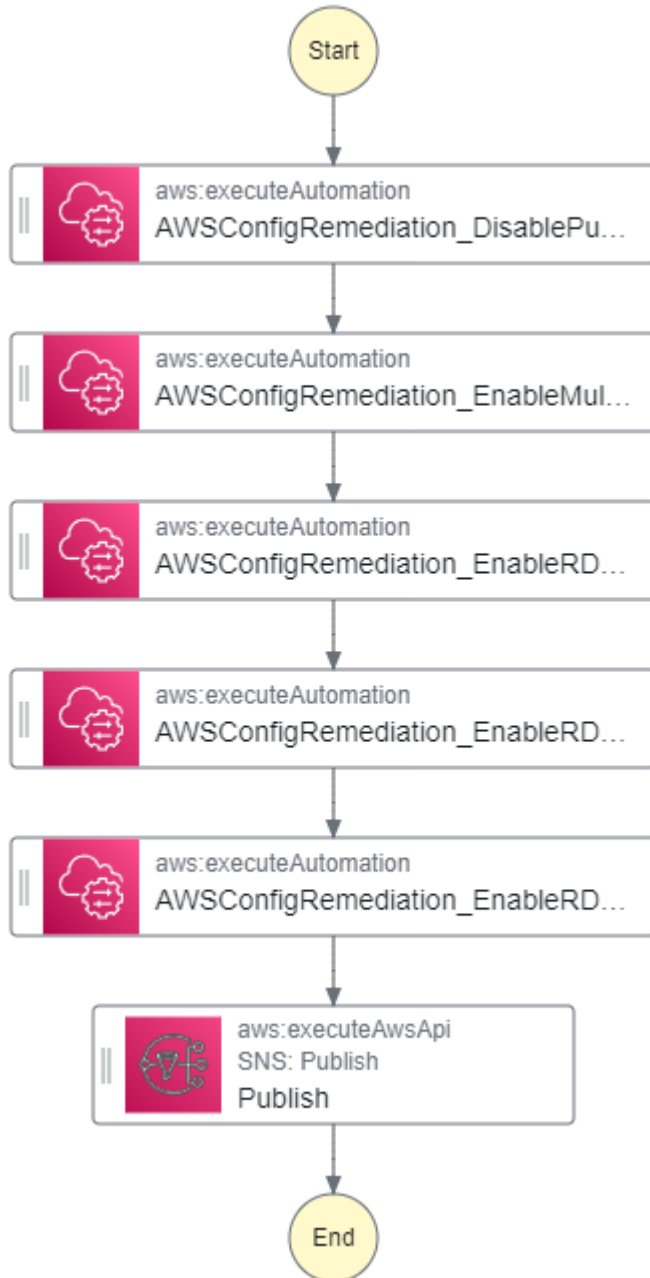 Start
aws:executeAutomation
AWSConfigRemediation_DisablePu...
aws:executeAutomation
AWSConfigRemediation_EnableMul...
aws:executeAutomation
AWSConfigRemediation_EnableRD...
aws:executeAutomation
AWSConfigRemediation_EnableRD...
aws:executeAutomation
AWSConfigRemediation_EnableRD...
aws:executeAwsApi
SNS: Publish
Publish
End